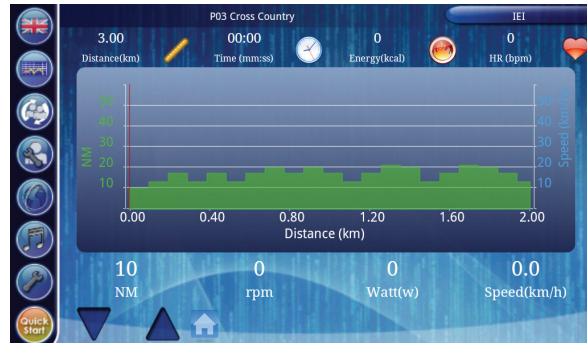 P03 Cross Country
IEI
3.00
00:00
0
0
Distance(km)
Time (mm:ss)
Energy(kcal)
HR (bpm)
50
40
30
20
10
NM
50
40
30
20
10
Speed (km/h)
0.00
0.40
0.80
1.20
1.60
2.00
Distance (km)
10
0
0
0.0
NM
rpm
Watt(w)
Speed(km/h)
Quick
Start